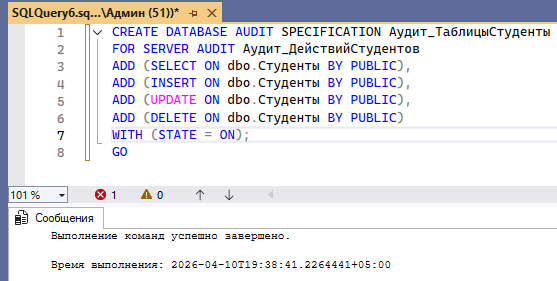 SQLQuery6.sq...\Админ (51))*
1 CREATE DATABASE AUDIT SPECIFICATION Аудит_ТаблицыСтуденты
2 FOR SERVER AUDIT Аудит_ДействийСтудентов
3 ADD (SELECT ON dbo.Студенты BY PUBLIC),
4 ADD (INSERT ON dbo.Студенты BY PUBLIC),
5 ADD (UPDATE ON dbo.Студенты BY PUBLIC),
6 ADD (DELETE ON dbo.Студенты BY PUBLIC)
7 WITH (STATE = ON);
8 GO
101 % 1 0
Сообщения
Выполнение команд успешно завершено.
Время выполнения: 2026-04-10T19:38:41.2264441+05:00